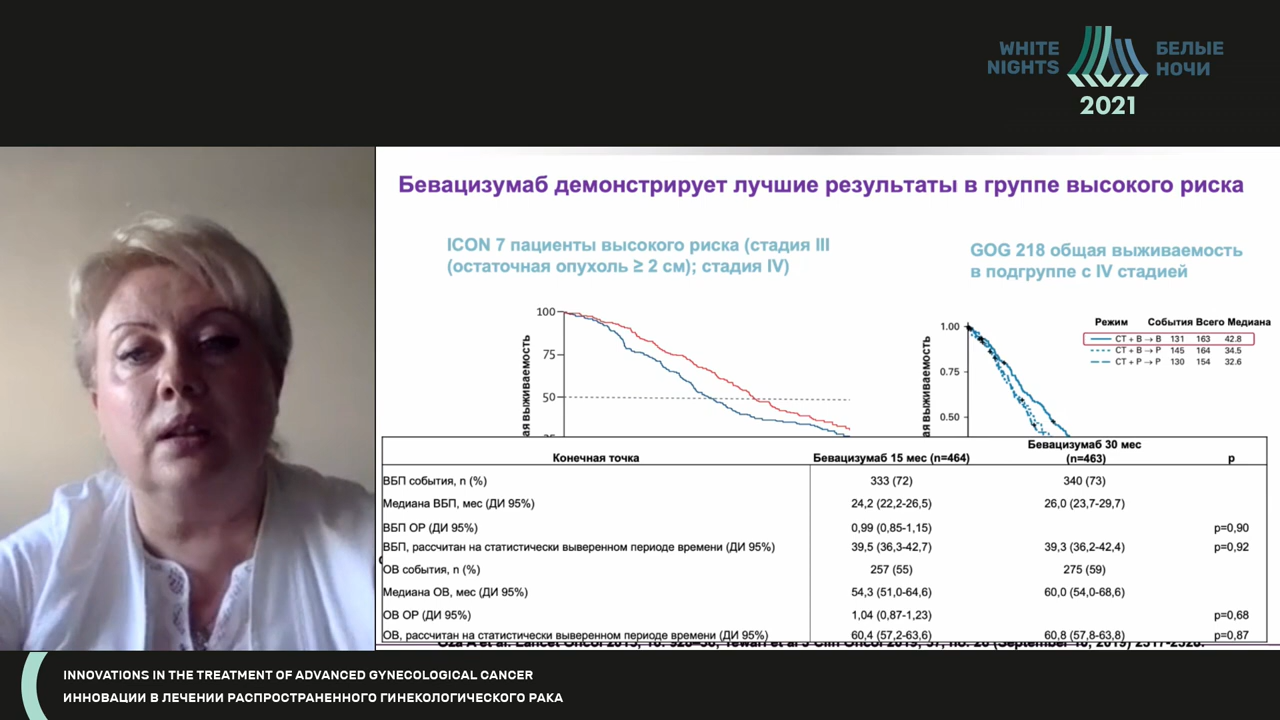 WHITE NIGHTS
БЕЛЫЕ НОЧИ
2021
Бевацизумаб демонстрирует лучшие результаты в группе высокого риска
ICON 7 пациенты высокого риска (стадия III
(остаточная опухоль ≥ 2 см); стадия IV)
GOG 218 общая выживаемость
в подгруппе с IV стадией
100
75
50
ая выживаемость
1.00
0.75
0.50
ая выживаемость
Режим События Всего Медиана
CT + B → B 131 163 42.8
CT + B → P 145 164 34.5
CT + P → P 130 154 32.6
Конечная точка Бевацизумаб 15 мес (n=464) Бевацизумаб 30 мес (n=463) р
ВБП события, n (%) 333 (72) 340 (73)
Медиана ВБП, мес (ДИ 95%) 24,2 (22,2-26,5) 26,0 (23,7-29,7)
ВБП ОР (ДИ 95%) 0,99 (0,85-1,15) р=0,90
ВБП, рассчитан на статистически выверенном периоде времени (ДИ 95%) 39,5 (36,3-42,7) 39,3 (36,2-42,4) р=0,92
ОВ события, n (%) 257 (55) 275 (59)
Медиана ОВ, мес (ДИ 95%) 54,3 (51,0-64,6) 60,0 (54,0-68,6)
ОВ ОР (ДИ 95%) 1,04 (0,87-1,23) р=0,68
ОВ, рассчитан на статистически выверенном периоде времени (ДИ 95%) 60,4 (57,2-63,6) 60,8 (57,8-63,8) р=0,87
INNOVATIONS IN THE TREATMENT OF ADVANCED GYNECOLOGICAL CANCER
ИННОВАЦИИ В ЛЕЧЕНИИ РАСПРОСТРАНЕННОГО ГИНЕКОЛОГИЧЕСКОГО РАКА